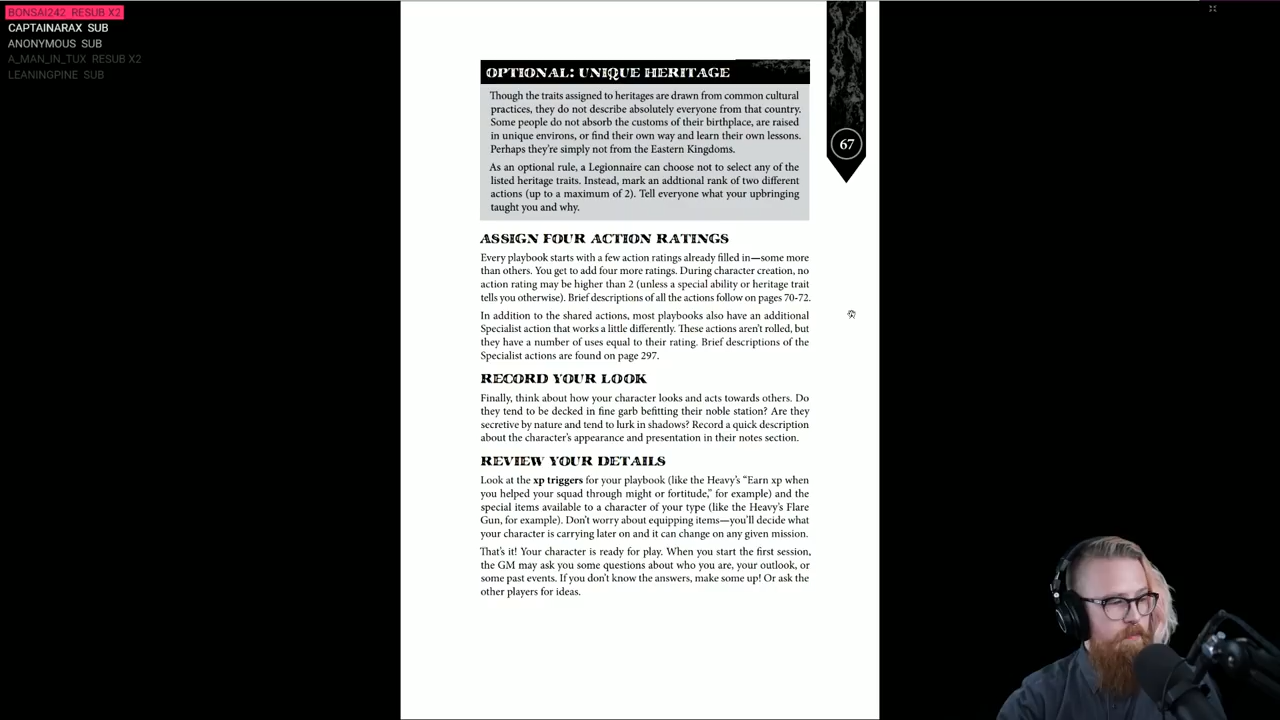 BONSAI242 RESUB X2
CAPTAINARAX SUB
ANONYMOUS SUB
A_MAN_IN_TUX RESUB X2
LEANINGPINE SUB
OPTIONAL: UNIQUE HERITAGE
Though the traits assigned to heritages are drawn from common cultural
practices, they do not describe absolutely everyone from that country.
Some people do not absorb the customs of their birthplace, are raised
in unique environs, or find their own way and learn their own lessons.
Perhaps they're simply not from the Eastern Kingdoms.
As an optional rule, a Legionnaire can choose not to select any of the
listed heritage traits. Instead, mark an addtional rank of two different
actions (up to a maximum of 2). Tell everyone what your upbringing
taught you and why.
67
ASSIGN FOUR ACTION RATINGS
Every playbook starts with a few action ratings already filled in—some more
than others. You get to add four more ratings. During character creation, no
action rating may be higher than 2 (unless a special ability or heritage trait
tells you otherwise). Brief descriptions of all the actions follow on pages 70-72.
In addition to the shared actions, most playbooks also have an additional
Specialist action that works a little differently. These actions aren't rolled, but
they have a number of uses equal to their rating. Brief descriptions of the
Specialist actions are found on page 297.
RECORD YOUR LOOK
Finally, think about how your character looks and acts towards others. Do
they tend to be decked in fine garb befitting their noble station? Are they
secretive by nature and tend to lurk in shadows? Record a quick description
about the character's appearance and presentation in their notes section.
REVIEW YOUR DETAILS
Look at the xp triggers for your playbook (like the Heavy's "Earn xp when
you helped your squad through might or fortitude," for example) and the
special items available to a character of your type (like the Heavy's Flare
Gun, for example). Don't worry about equipping items—you'll decide what
your character is carrying later on and it can change on any given mission.
That's it! Your character is ready for play. When you start the first session,
the GM may ask you some questions about who you are, your outlook, or
some past events. If you don't know the answers, make some up! Or ask the
other players for ideas.